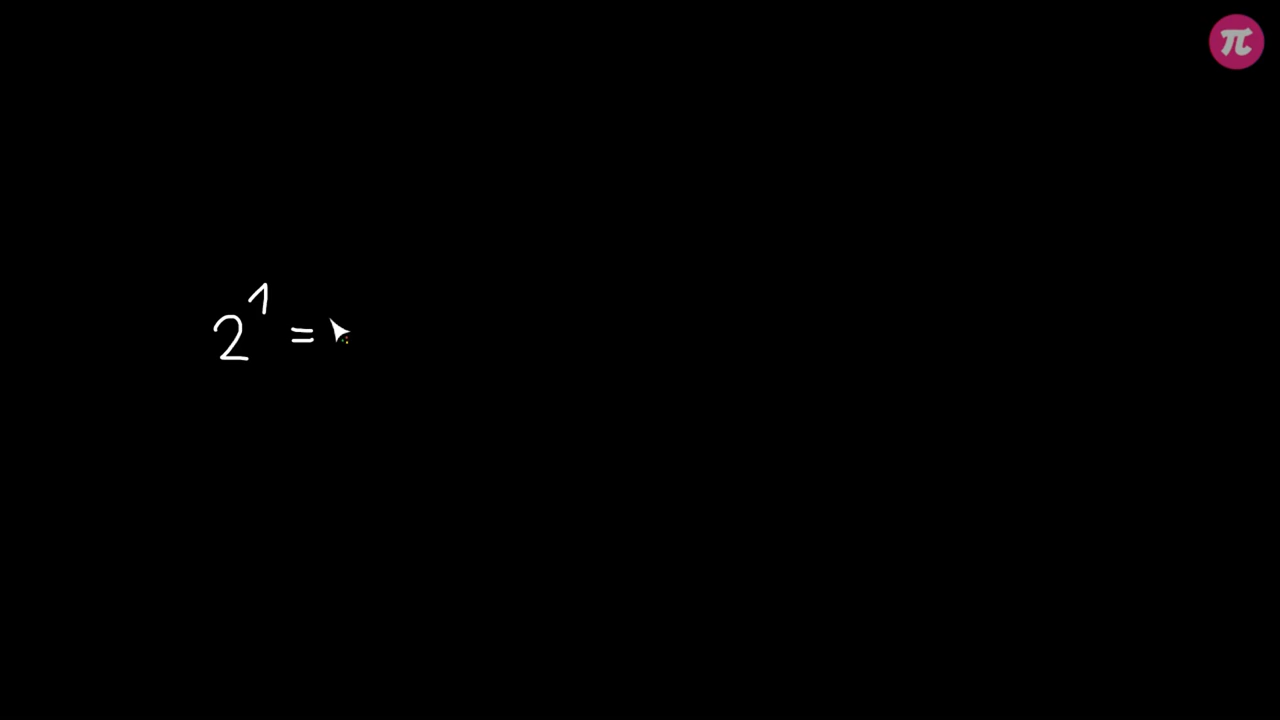 π
2¹ =